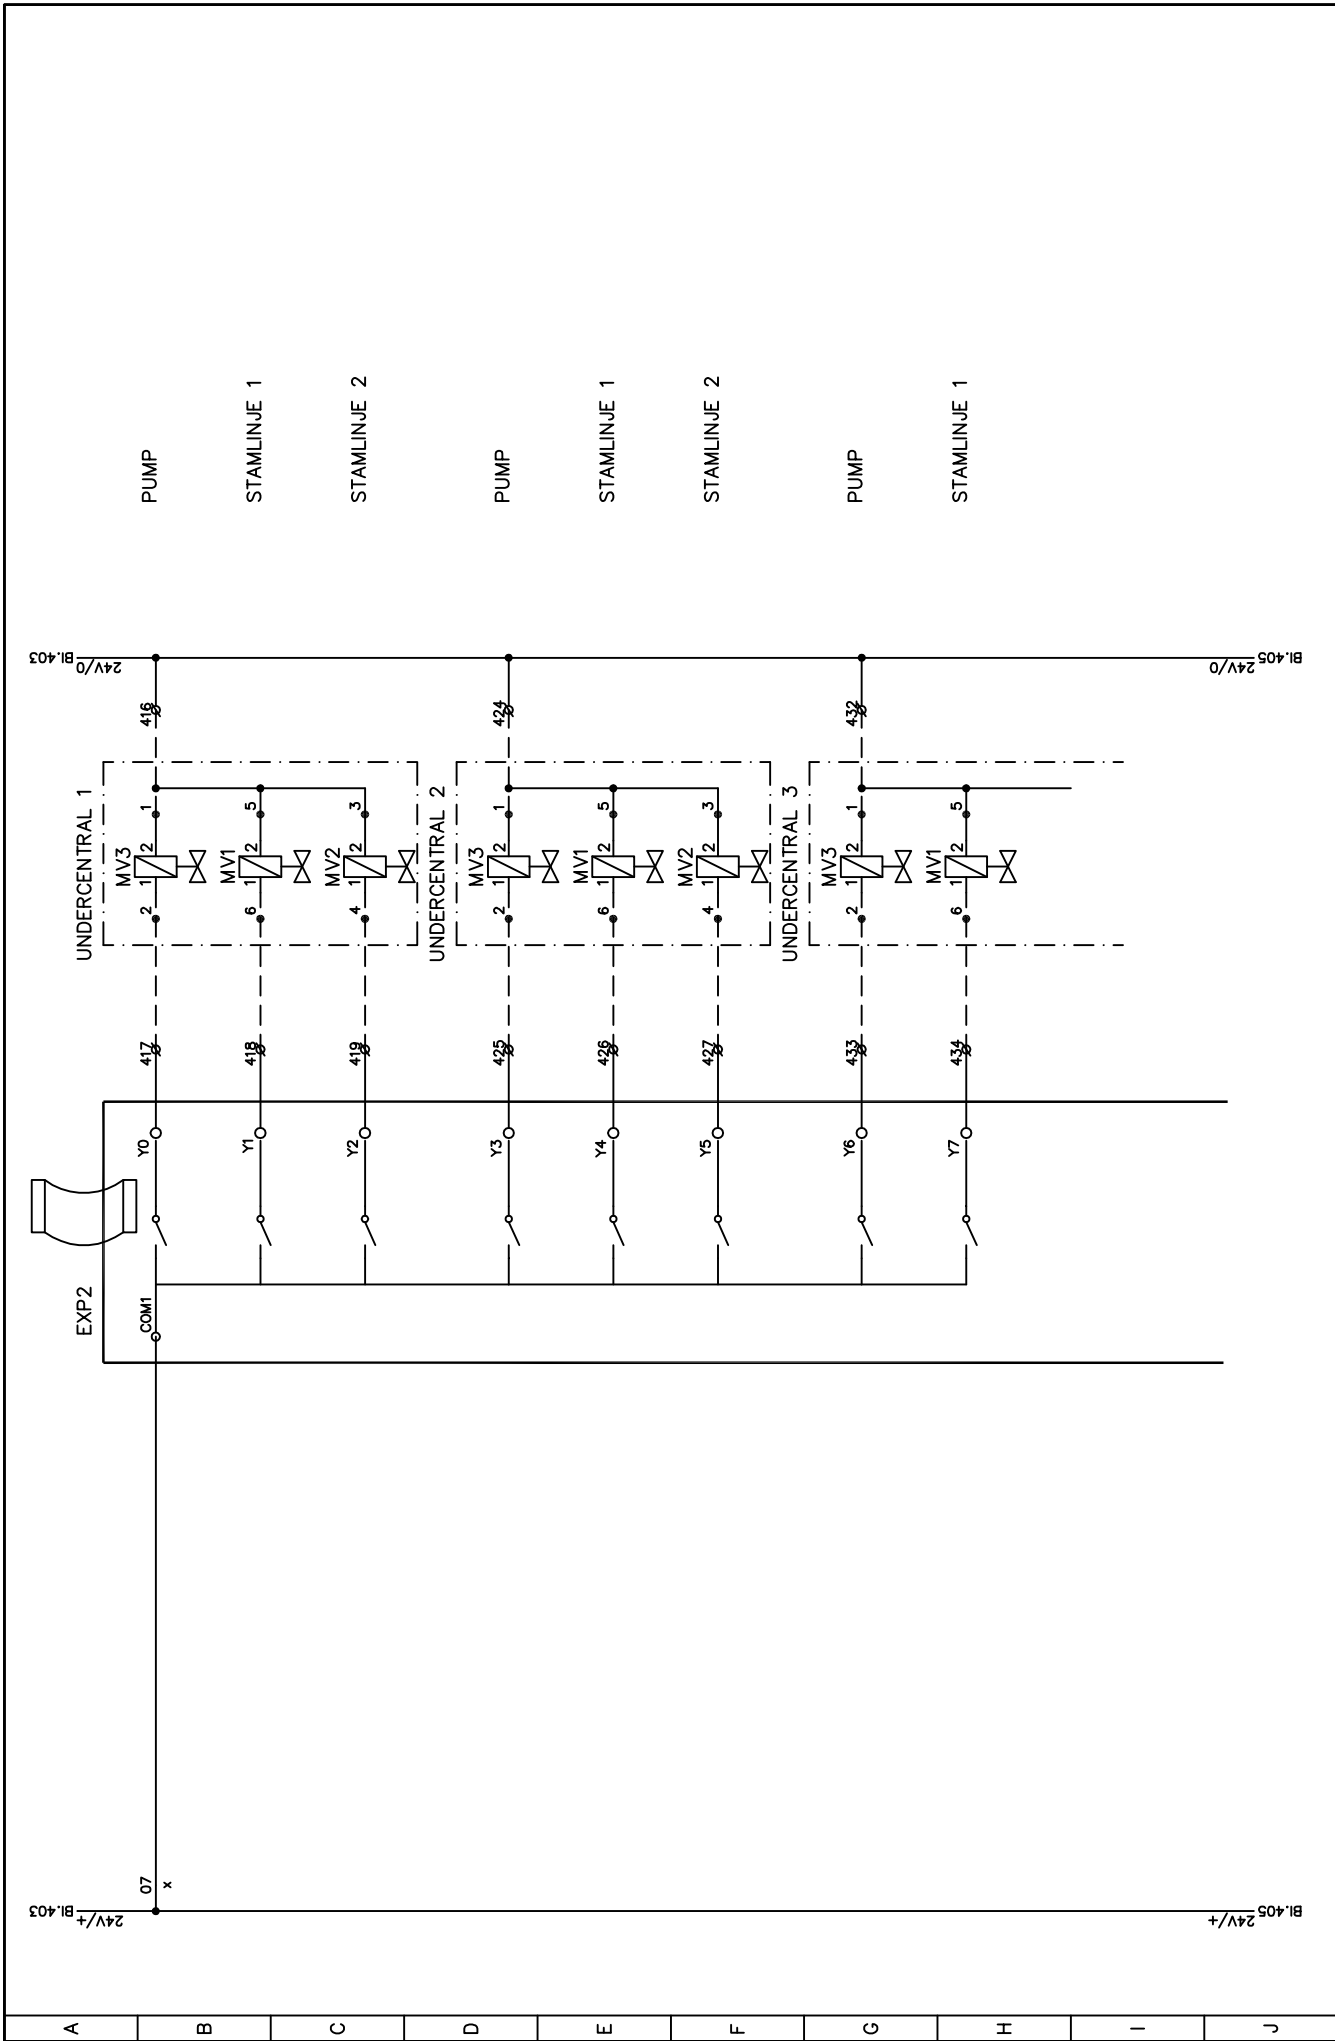 PUMP
STAMLINJE 1
STAMLINJE 2
PUMP
STAMLINJE 1
STAMLINJE 2
PUMP
STAMLINJE 1
Bl.403
24V/0
24V/0
Bl.405
416
424
432
UNDERCENTRAL 1
UNDERCENTRAL 2
UNDERCENTRAL 3
1
5
3
1
5
3
1
5
MV3
1 2
MV1
1 2
MV2
1 2
MV3
1 2
MV1
1 2
MV2
1 2
MV3
1 2
MV1
1 2
2
6
4
2
6
4
2
6
417
418
419
425
426
427
433
434
Y0
Y1
Y2
Y3
Y4
Y5
Y6
Y7
EXP2
COM1
07
x
Bl.403
24V/+
24V/+
Bl.405
A
B
C
D
E
F
G
H
I
J